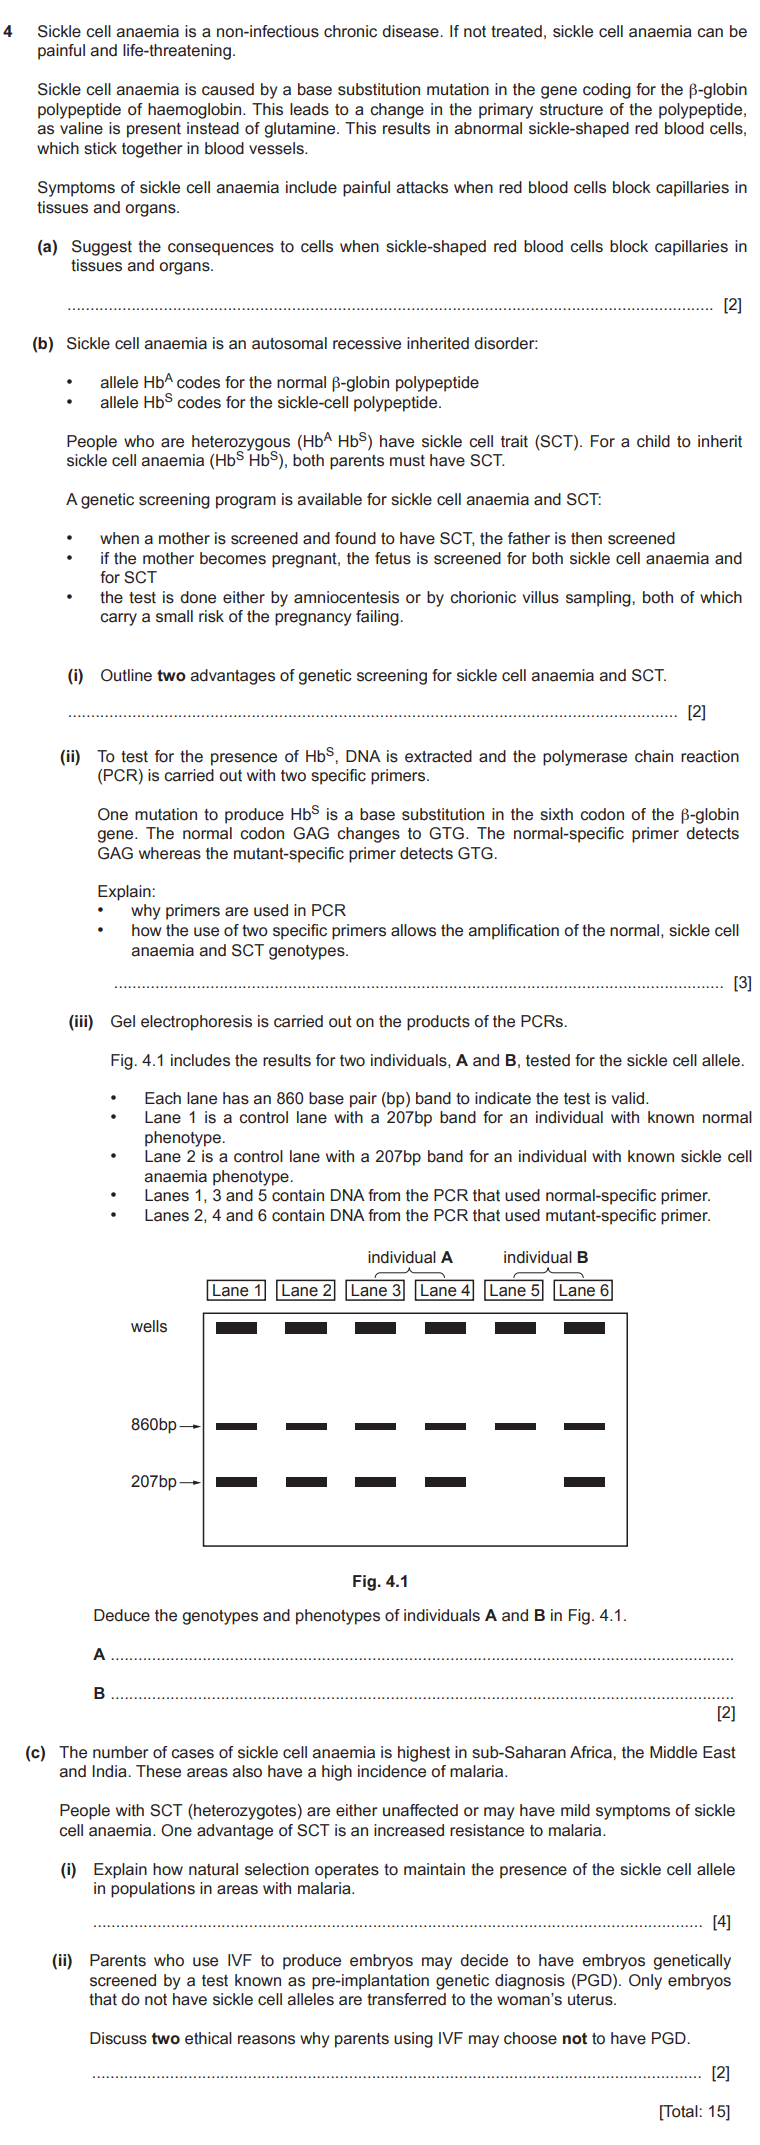 4 Sickle cell anaemia is a non-infectious chronic disease. If not treated, sickle cell anaemia can be
painful and life-threatening.
Sickle cell anaemia is caused by a base substitution mutation in the gene coding for the β-globin
polypeptide of haemoglobin. This leads to a change in the primary structure of the polypeptide,
as valine is present instead of glutamine. This results in abnormal sickle-shaped red blood cells,
which stick together in blood vessels.
Symptoms of sickle cell anaemia include painful attacks when red blood cells block capillaries in
tissues and organs.
(a) Suggest the consequences to cells when sickle-shaped red blood cells block capillaries in
tissues and organs.
[2]
(b) Sickle cell anaemia is an autosomal recessive inherited disorder:
• allele Hbᴬ codes for the normal β-globin polypeptide
• allele Hbˢ codes for the sickle-cell polypeptide.
People who are heterozygous (Hbᴬ Hbˢ) have sickle cell trait (SCT). For a child to inherit
sickle cell anaemia (Hbˢ Hbˢ), both parents must have SCT.
A genetic screening program is available for sickle cell anaemia and SCT:
• when a mother is screened and found to have SCT, the father is then screened
• if the mother becomes pregnant, the fetus is screened for both sickle cell anaemia and
for SCT
• the test is done either by amniocentesis or by chorionic villus sampling, both of which
carry a small risk of the pregnancy failing.
(i) Outline two advantages of genetic screening for sickle cell anaemia and SCT.
[2]
(ii) To test for the presence of Hbˢ, DNA is extracted and the polymerase chain reaction
(PCR) is carried out with two specific primers.
One mutation to produce Hbˢ is a base substitution in the sixth codon of the β-globin
gene. The normal codon GAG changes to GTG. The normal-specific primer detects
GAG whereas the mutant-specific primer detects GTG.
Explain:
• why primers are used in PCR
• how the use of two specific primers allows the amplification of the normal, sickle cell
anaemia and SCT genotypes.
[3]
(iii) Gel electrophoresis is carried out on the products of the PCRs.
Fig. 4.1 includes the results for two individuals, A and B, tested for the sickle cell allele.
• Each lane has an 860 base pair (bp) band to indicate the test is valid.
• Lane 1 is a control lane with a 207bp band for an individual with known normal
phenotype.
• Lane 2 is a control lane with a 207bp band for an individual with known sickle cell
anaemia phenotype.
• Lanes 1, 3 and 5 contain DNA from the PCR that used normal-specific primer.
• Lanes 2, 4 and 6 contain DNA from the PCR that used mutant-specific primer.
individual A individual B
Lane 1 Lane 2 Lane 3 Lane 4 Lane 5 Lane 6
wells
860bp
207bp
Fig. 4.1
Deduce the genotypes and phenotypes of individuals A and B in Fig. 4.1.
A
B
[2]
(c) The number of cases of sickle cell anaemia is highest in sub-Saharan Africa, the Middle East
and India. These areas also have a high incidence of malaria.
People with SCT (heterozygotes) are either unaffected or may have mild symptoms of sickle
cell anaemia. One advantage of SCT is an increased resistance to malaria.
(i) Explain how natural selection operates to maintain the presence of the sickle cell allele
in populations in areas with malaria.
[4]
(ii) Parents who use IVF to produce embryos may decide to have embryos genetically
screened by a test known as pre-implantation genetic diagnosis (PGD). Only embryos
that do not have sickle cell alleles are transferred to the woman's uterus.
Discuss two ethical reasons why parents using IVF may choose not to have PGD.
[2]
[Total: 15]